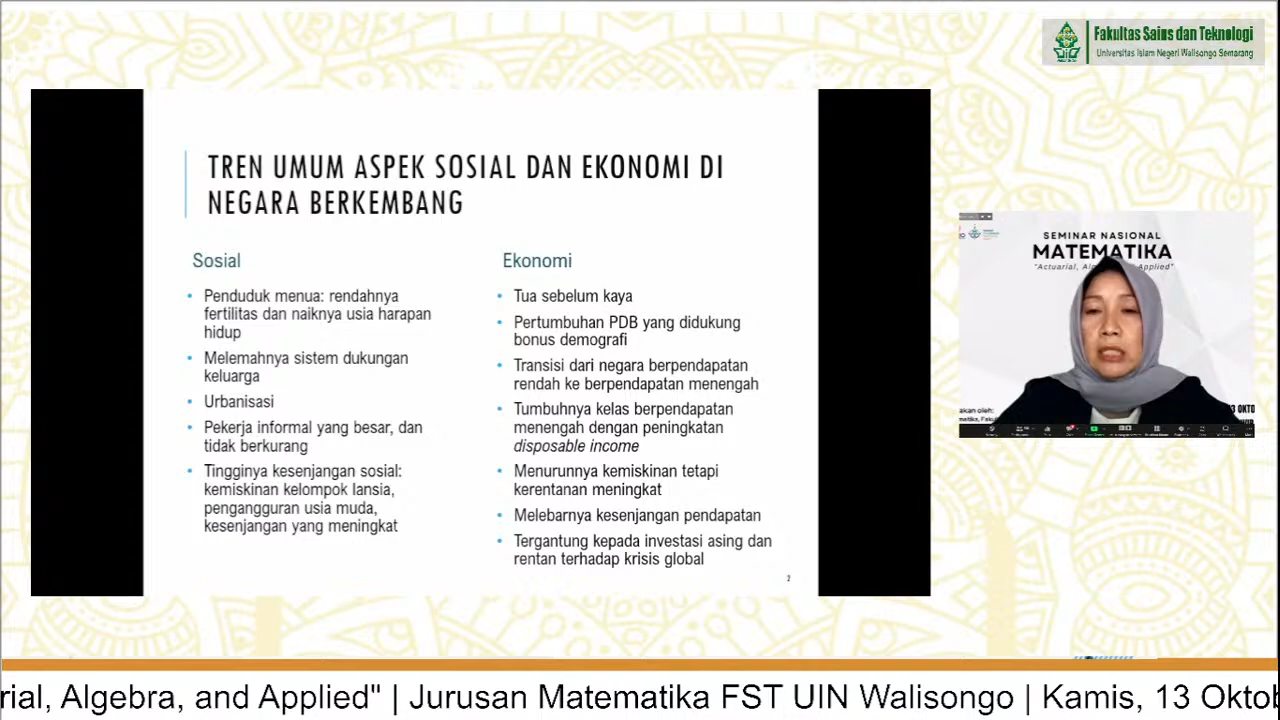 Fakultas Sains dan Teknologi
Universitas Islam Negeri Walisongo Semarang
TREN UMUM ASPEK SOSIAL DAN EKONOMI DI
NEGARA BERKEMBANG
Sosial
• Penduduk menua: rendahnya
fertilitas dan naiknya usia harapan
hidup
• Melemahnya sistem dukungan
keluarga
• Urbanisasi
• Pekerja informal yang besar, dan
tidak berkurang
• Tingginya kesenjangan sosial:
kemiskinan kelompok lansia,
pengangguran usia muda,
kesenjangan yang meningkat
Ekonomi
• Tua sebelum kaya
• Pertumbuhan PDB yang didukung
bonus demografi
• Transisi dari negara berpendapatan
rendah ke berpendapatan menengah
• Tumbuhnya kelas berpendapatan
menengah dengan peningkatan
disposable income
• Menurunnya kemiskinan tetapi
kerentanan meningkat
• Melebarnya kesenjangan pendapatan
• Tergantung kepada investasi asing dan
rentan terhadap krisis global
2
SEMINAR NASIONAL
MATEMATIKA
"Actuarial, Applied"
akan oleh:
13 OKTO
rial, Algebra, and Applied" | Jurusan Matematika FST UIN Walisongo | Kamis, 13 Oktob